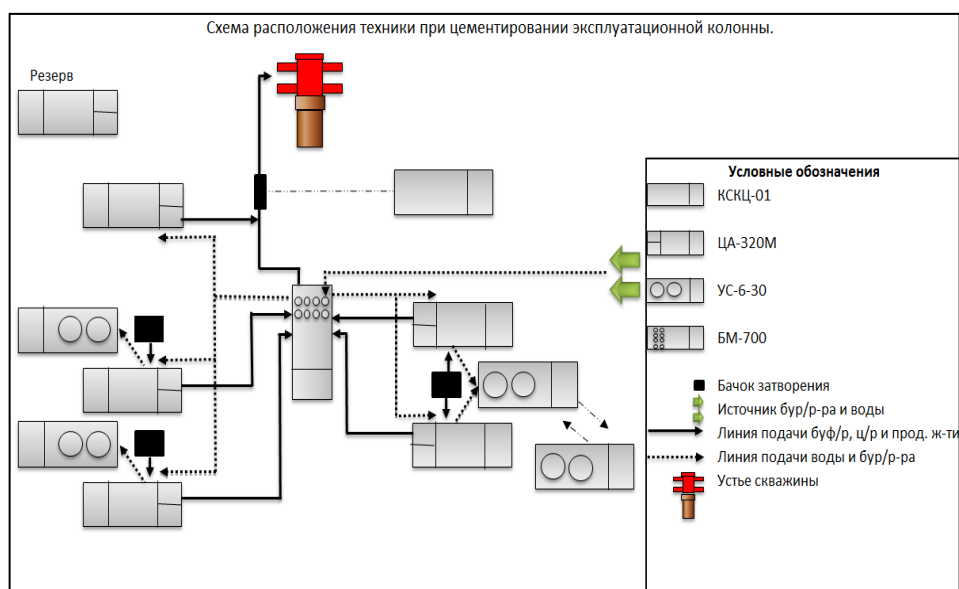 Схема расположения техники при цементировании эксплуатационной колонны.
Резерв
Условные обозначения
КСКЦ-01
ЦА-320М
УС-6-30
БМ-700
Бачок затворения
Источник бур/р-ра и воды
Линия подачи буф/р, ц/р и прод. ж-ти
Линия подачи воды и бур/р-ра
Устье скважины